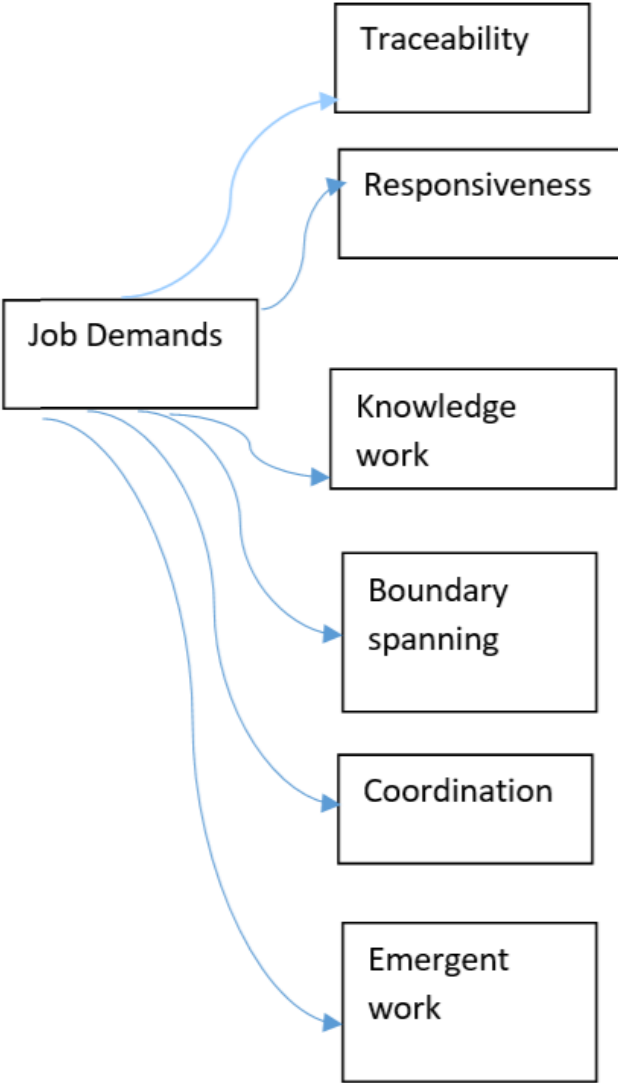 Traceability
Responsiveness
Job Demands
Knowledge
work
Boundary
spanning
Coordination
Emergent
work